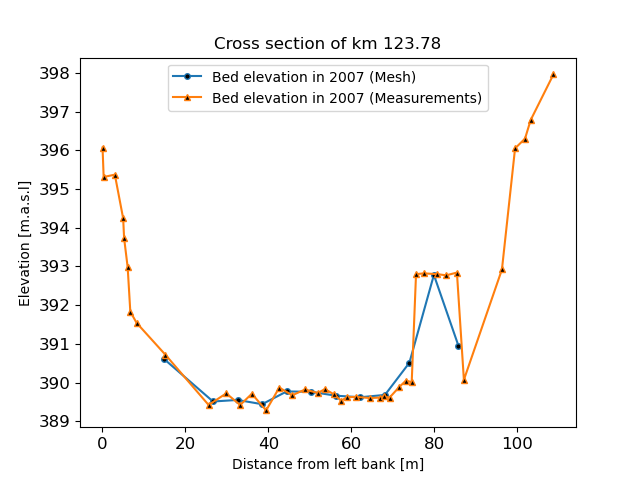 Cross section of km 123.78
Bed elevation in 2007 (Mesh)
Bed elevation in 2007 (Measurements)
Elevation [m.a.s.l]
398
397
396
395
394
393
392
391
390
389
0 20 40 60 80 100
Distance from left bank [m]